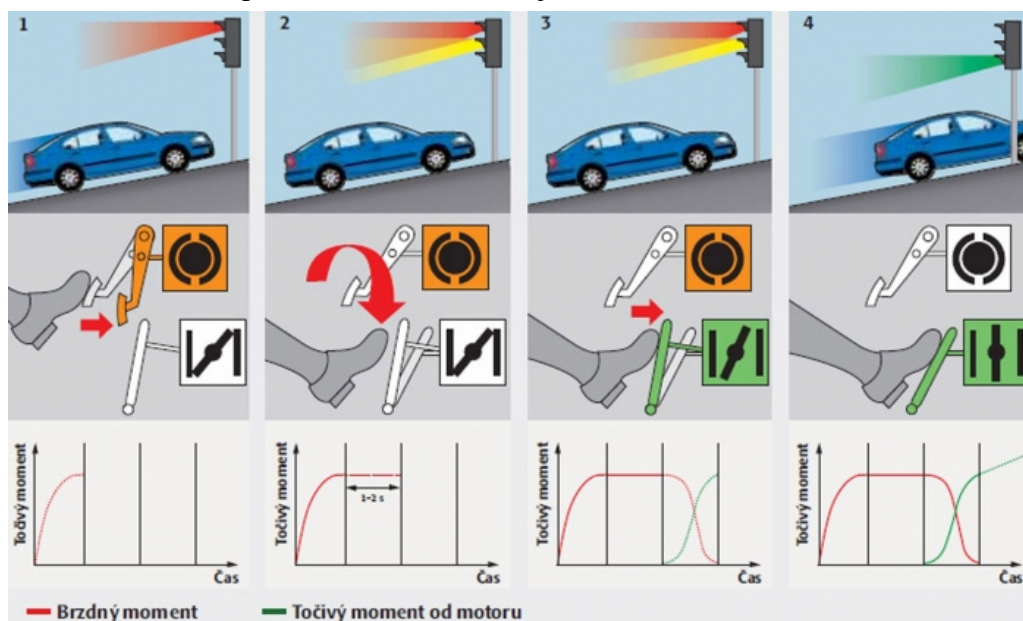 1
2
3
4
Točivý moment
Čas
1–2 s
Točivý moment
Čas
Točivý moment
Čas
Točivý moment
Čas
Brzdný moment
Točivý moment od motoru